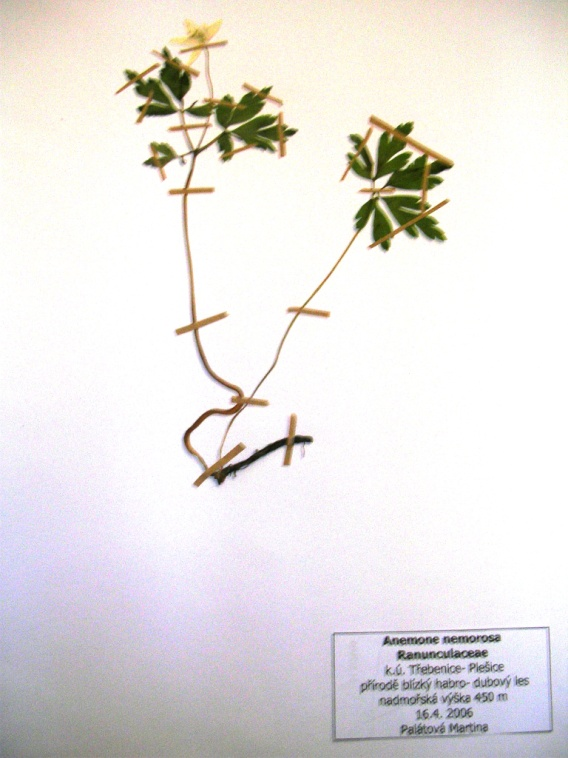 Anemone nemorosa
Ranunculaceae
k.ú. Třebenice- Plešice
přírodě blízký habro- dubový les
nadmořská výška 450 m
16.4. 2006
Palátová Martina